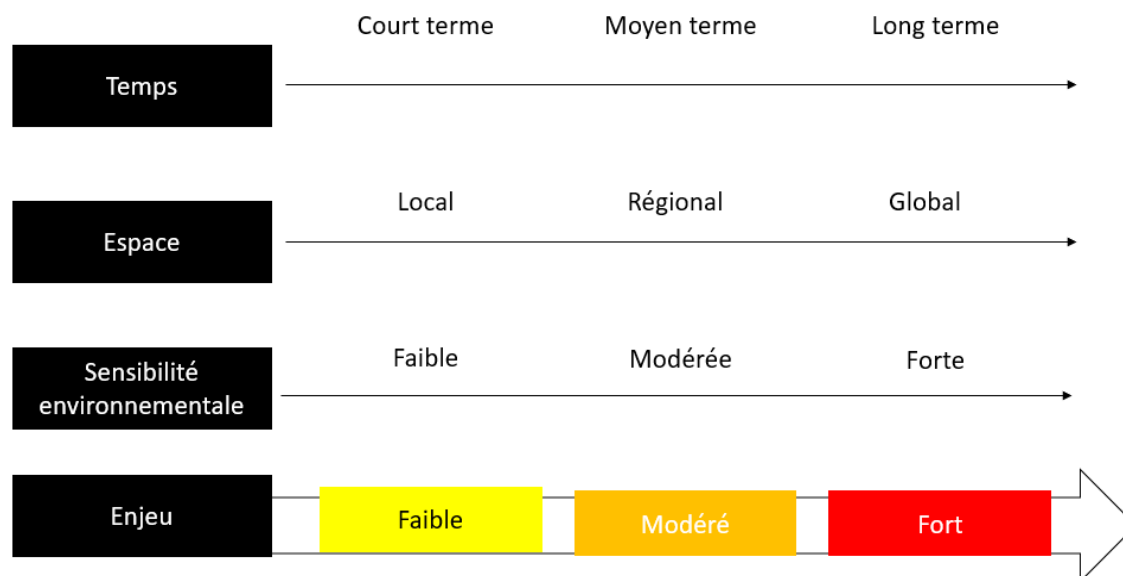 Court terme Moyen terme Long terme
Temps
Local Régional Global
Espace
Faible Modérée Forte
Sensibilité
environnementale
Enjeu Faible Modéré Fort